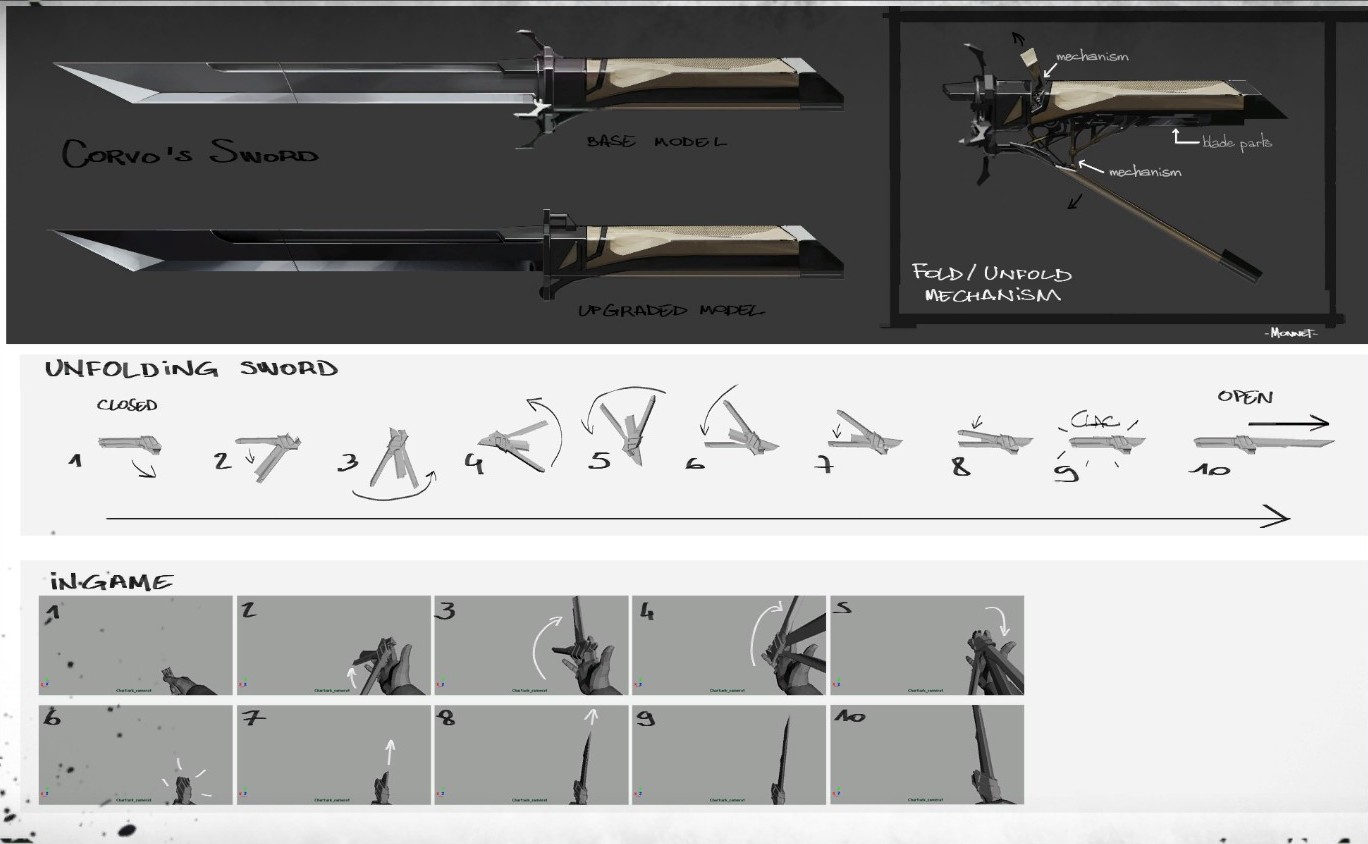 CORVO'S SWORD
BASE MODEL
UPGRADED MODEL
mechanism
blade parts
mechanism
FOLD/UNFOLD
MECHANISM
-MONNET-
UNFOLDING SWORD
CLOSED
CLAC
OPEN
1 2 3 4 5 6 7 8 9 10
IN-GAME
1 2 3 4 5
6 7 8 9 10